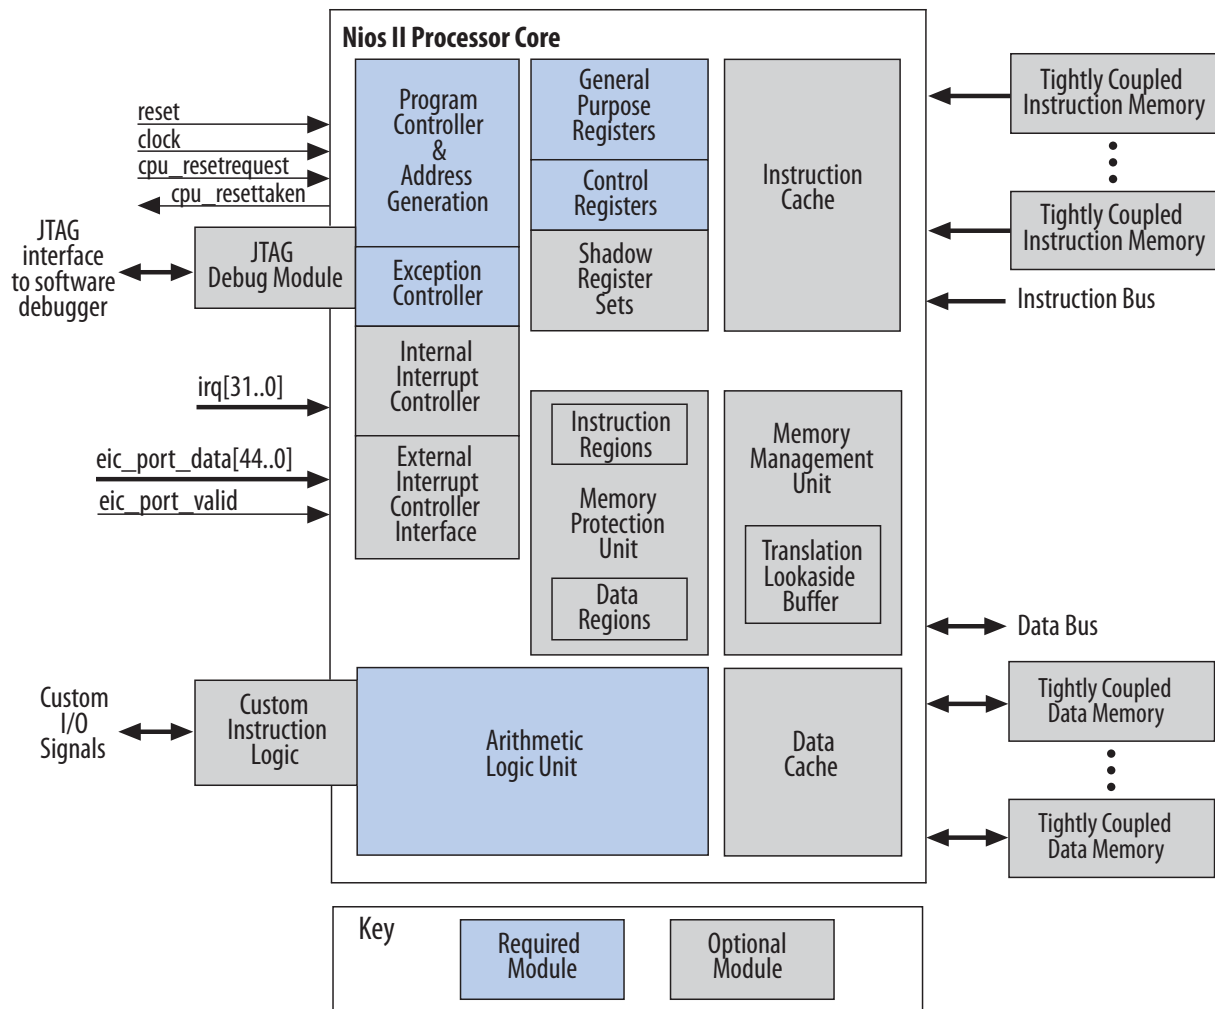 Nios II Processor Core
reset
clock
cpu_resetrequest
cpu_resettaken
JTAG
interface
to software
debugger
JTAG
Debug Module
irq[31..0]
eic_port_data[44..0]
eic_port_valid
Custom
I/O
Signals
Custom
Instruction
Logic
Program
Controller
&
Address
Generation
Exception
Controller
Internal
Interrupt
Controller
External
Interrupt
Controller
Interface
General
Purpose
Registers
Control
Registers
Shadow
Register
Sets
Instruction
Cache
Instruction
Regions
Memory
Protection
Unit
Data
Regions
Memory
Management
Unit
Translation
Lookaside
Buffer
Arithmetic
Logic Unit
Data
Cache
Tightly Coupled
Instruction Memory
Tightly Coupled
Instruction Memory
Instruction Bus
Data Bus
Tightly Coupled
Data Memory
Tightly Coupled
Data Memory
Key
Required
Module
Optional
Module